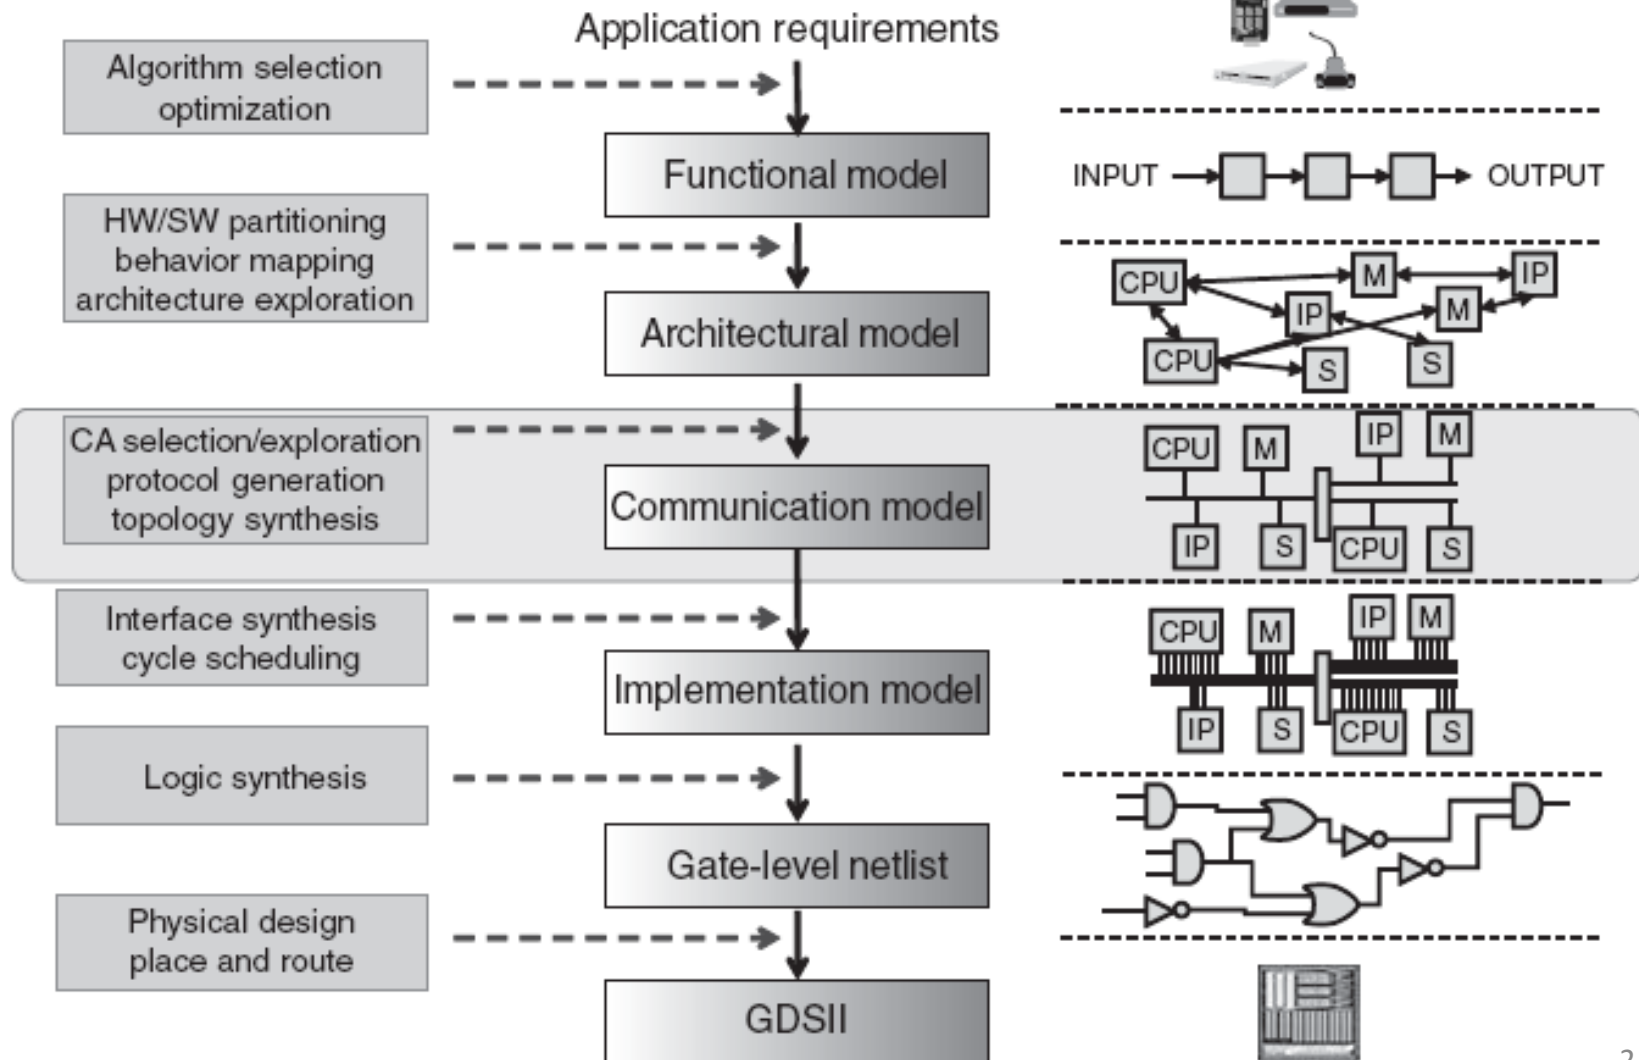 Application requirements
Algorithm selection
optimization
Functional model
INPUT
OUTPUT
HW/SW partitioning
behavior mapping
architecture exploration
Architectural model
CPU
M
IP
IP
M
CPU
S
S
CA selection/exploration
protocol generation
topology synthesis
Communication model
CPU
M
IP
M
IP
S
CPU
S
Interface synthesis
cycle scheduling
Implementation model
CPU
M
IP
M
IP
S
CPU
S
Logic synthesis
Gate-level netlist
Physical design
place and route
GDSII